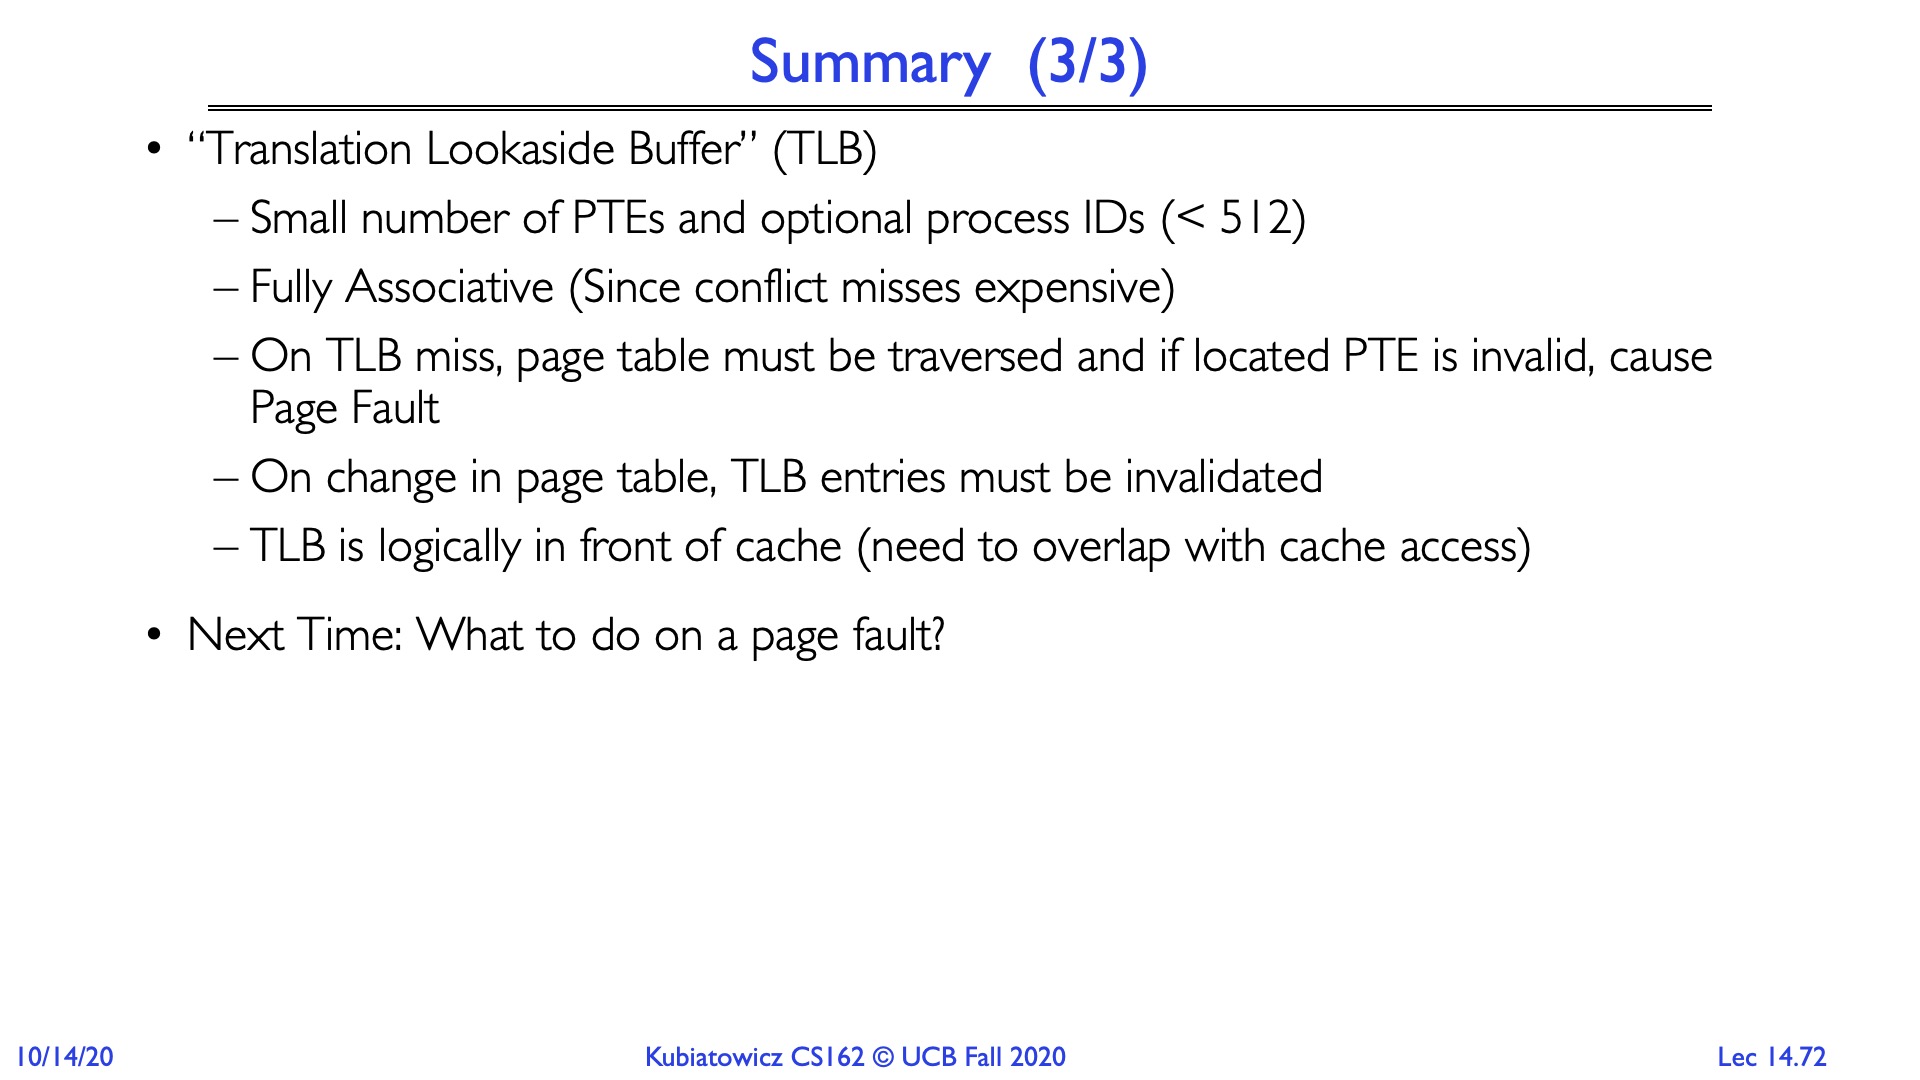 Summary (3/3)
• “Translation Lookaside Buffer” (TLB)
– Small number of PTEs and optional process IDs (< 512)
– Fully Associative (Since conflict misses expensive)
– On TLB miss, page table must be traversed and if located PTE is invalid, cause
Page Fault
– On change in page table, TLB entries must be invalidated
– TLB is logically in front of cache (need to overlap with cache access)
• Next Time: What to do on a page fault?
10/14/20
Kubiatowicz CS162 © UCB Fall 2020
Lec 14.72